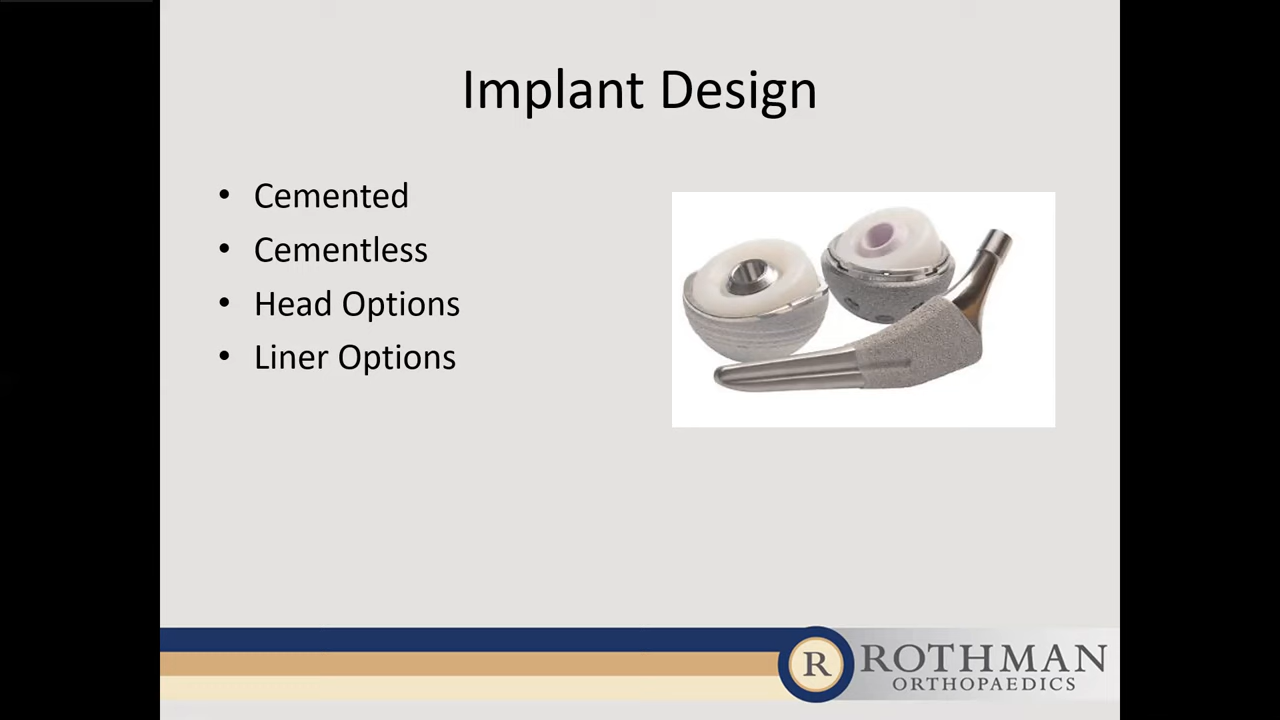 Implant Design
• Cemented
• Cementless
• Head Options
• Liner Options
R ROTHMAN
ORTHOPAEDICS